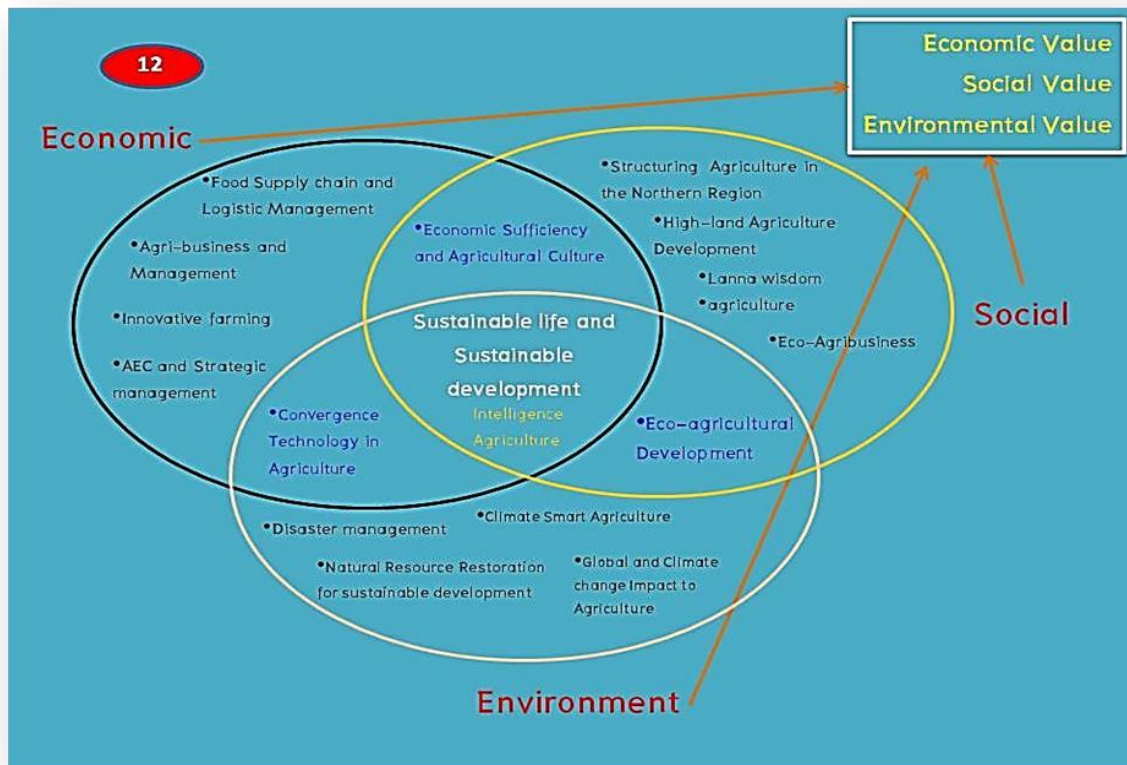 12
Economic Value
Social Value
Environmental Value
Economic
•Food Supply chain and
Logistic Management
•Agri-business and
Management
•Innovative farming
•AEC and Strategic
management
•Economic Sufficiency
and Agricultural Culture
•Structuring Agriculture in
the Northern Region
•High-land Agriculture
Development
•Lanna wisdom
•agriculture
•Eco-Agribusiness
Social
Sustainable life and
Sustainable
development
Intelligence
Agriculture
•Convergence
Technology in
Agriculture
•Eco-agricultural
Development
•Disaster management
•Climate Smart Agriculture
•Natural Resource Restoration
for sustainable development
•Global and Climate
change Impact to
Agriculture
Environment